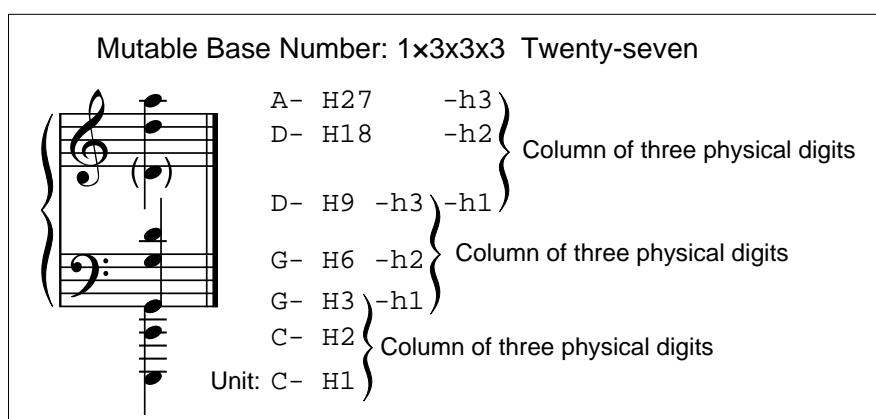 Mutable Base Number: 1×3x3x3 Twenty-seven
A- H27 -h3
D- H18 -h2
Column of three physical digits
D- H9 -h3 -h1
Column of three physical digits
G- H6 -h2
G- H3 -h1
C- H2
Column of three physical digits
Unit: C- H1